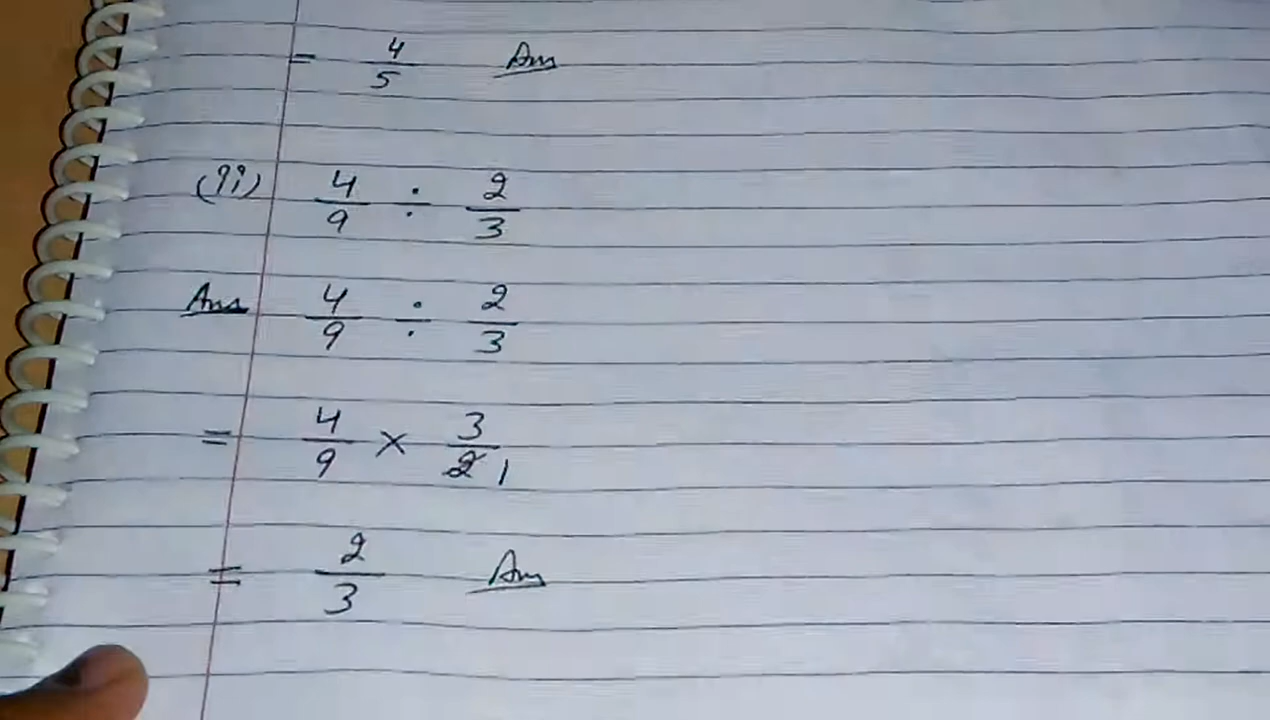 = 4/5 Ans
(ii) 4/9 ÷ 2/3
Ans 4/9 ÷ 2/3
= 4/9 × 3/2 1
= 2/3 Ans